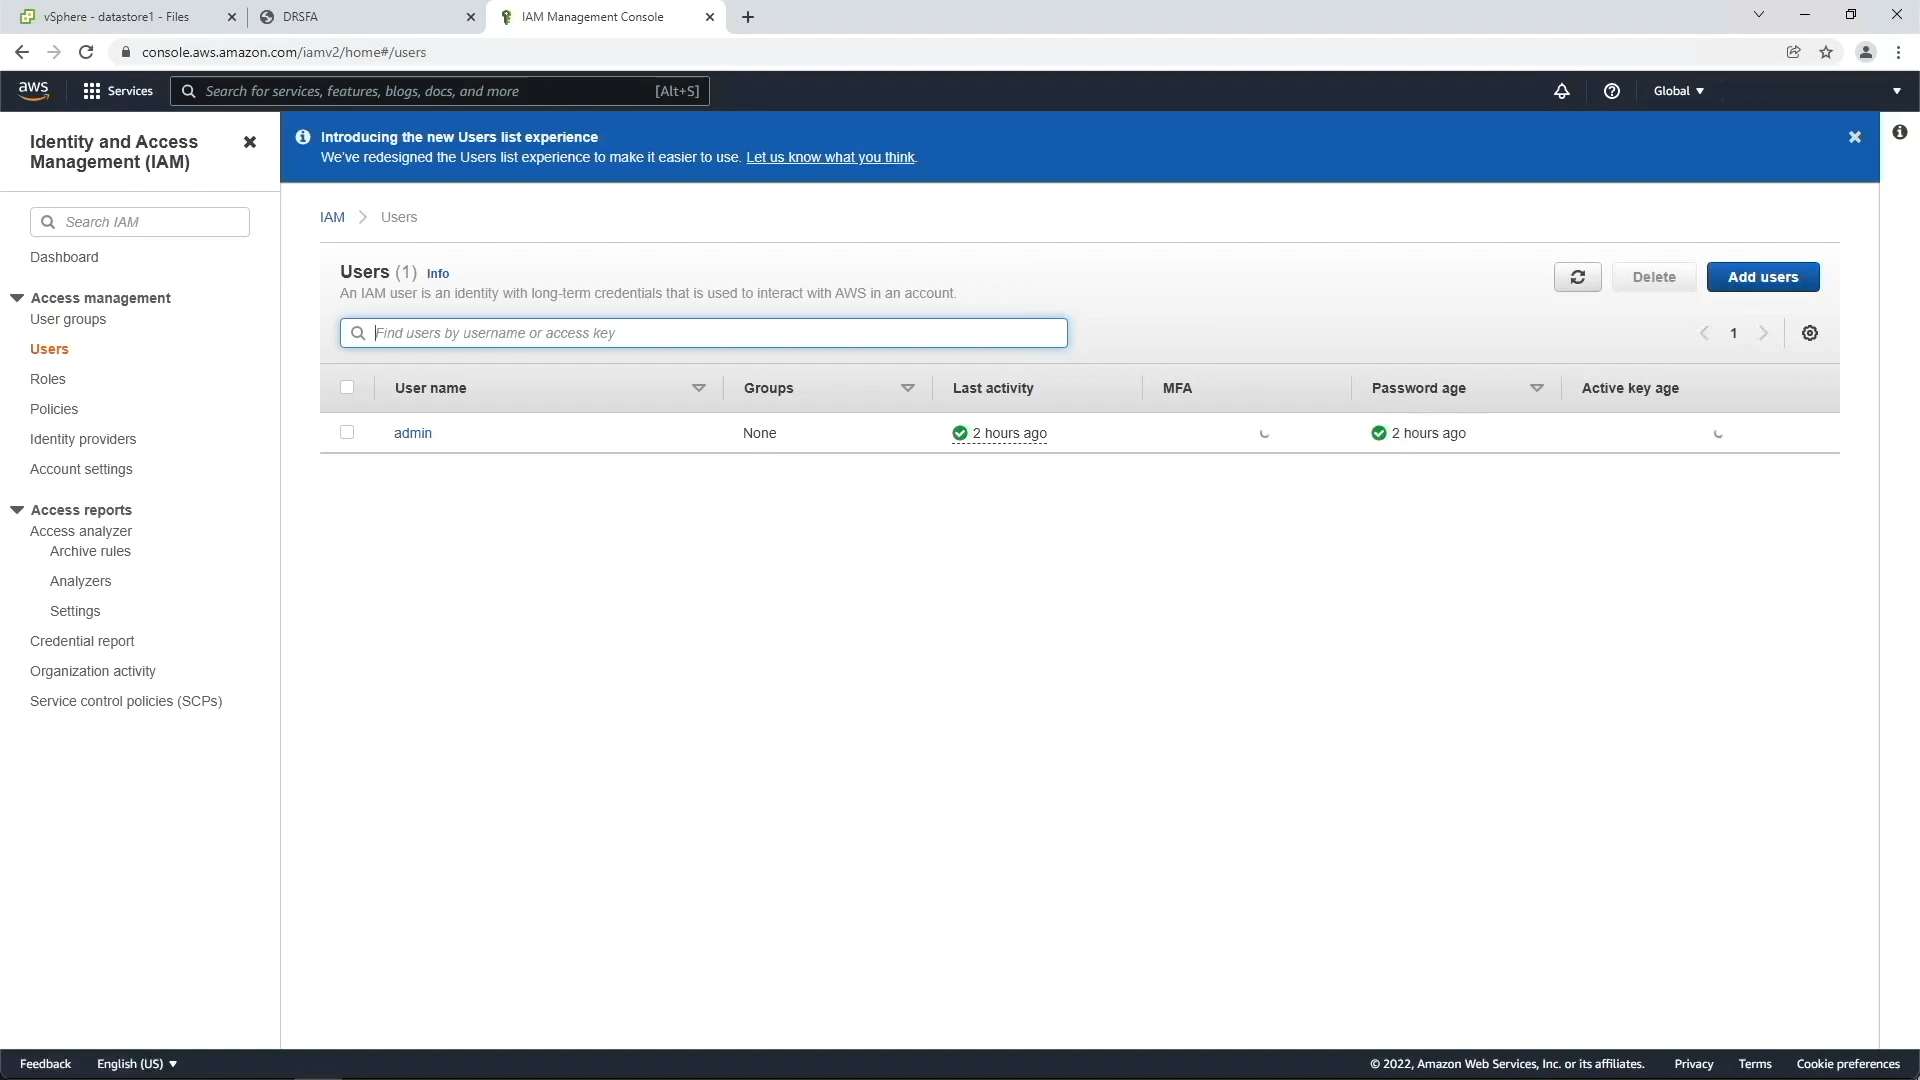 vSphere - datastore1 - Files
DRSFA
IAM Management Console
console.aws.amazon.com/iamv2/home#/users
aws
Services
Search for services, features, blogs, docs, and more
[Alt+S]
Global
Identity and Access
Management (IAM)
Search IAM
Dashboard
Access management
User groups
Users
Roles
Policies
Identity providers
Account settings
Access reports
Access analyzer
Archive rules
Analyzers
Settings
Credential report
Organization activity
Service control policies (SCPs)
Introducing the new Users list experience
We've redesigned the Users list experience to make it easier to use. Let us know what you think.
IAM
Users
Users (1) Info
An IAM user is an identity with long-term credentials that is used to interact with AWS in an account.
Delete
Add users
Find users by username or access key
1
User name
Groups
Last activity
MFA
Password age
Active key age
admin
None
2 hours ago
2 hours ago
Feedback
English (US)
© 2022, Amazon Web Services, Inc. or its affiliates.
Privacy
Terms
Cookie preferences